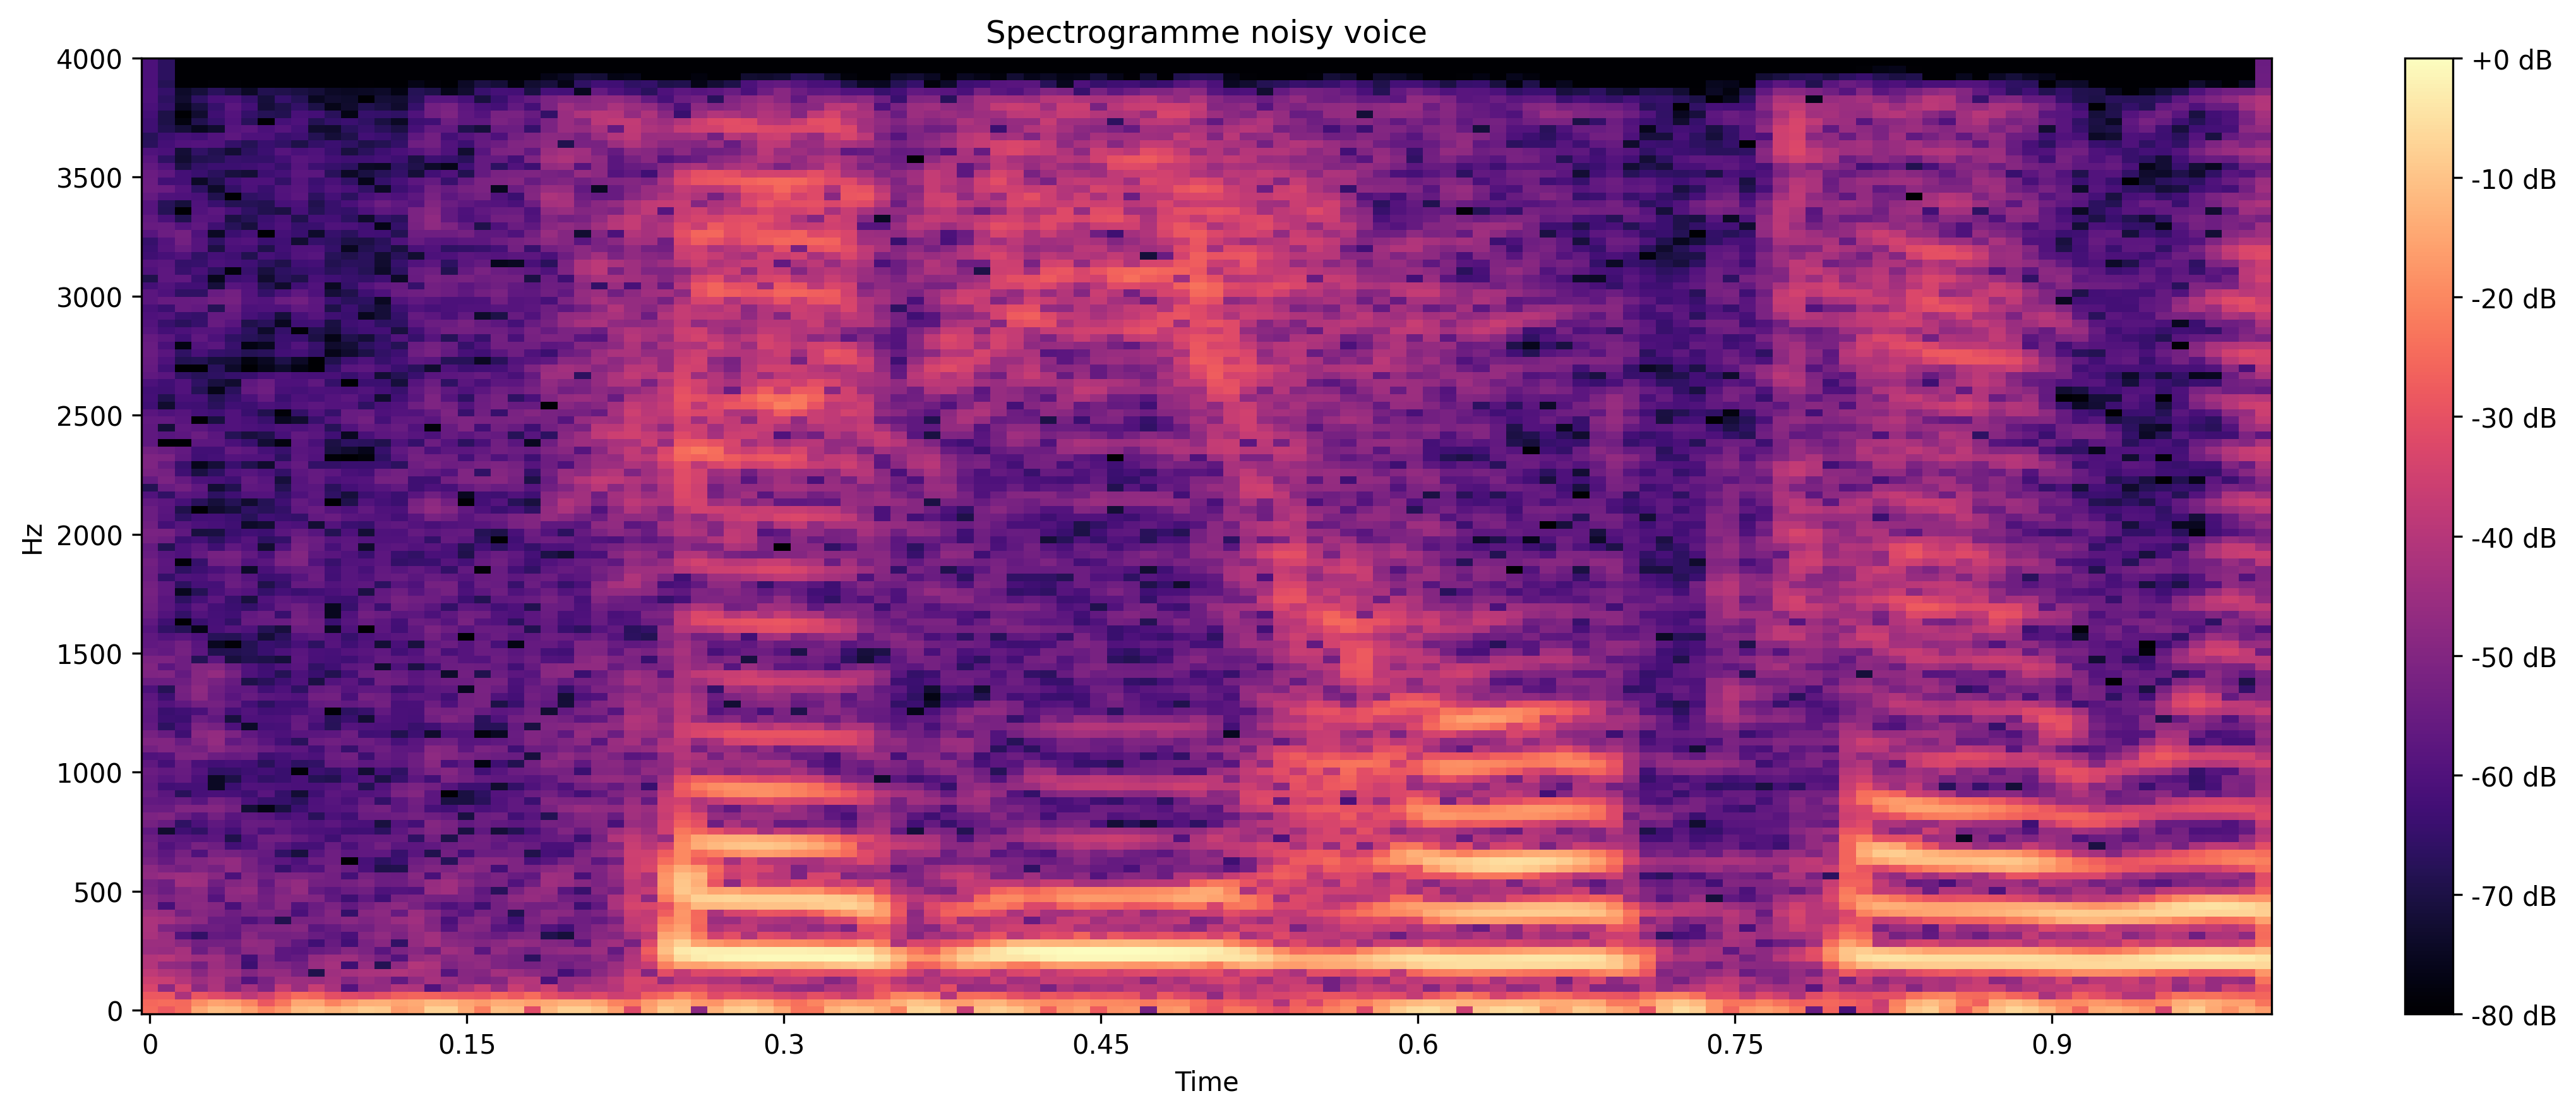 Spectrogramme noisy voice
4000
3500
3000
2500
2000
1500
1000
500
0
Hz
0 0.15 0.3 0.45 0.6 0.75 0.9
Time
+0 dB
-10 dB
-20 dB
-30 dB
-40 dB
-50 dB
-60 dB
-70 dB
-80 dB